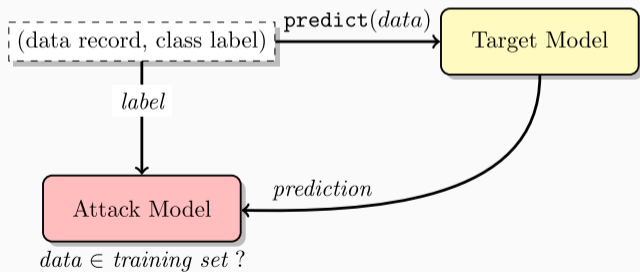 (data record, class label)
predict(data)
Target Model
label
prediction
Attack Model
data ∈ training set ?